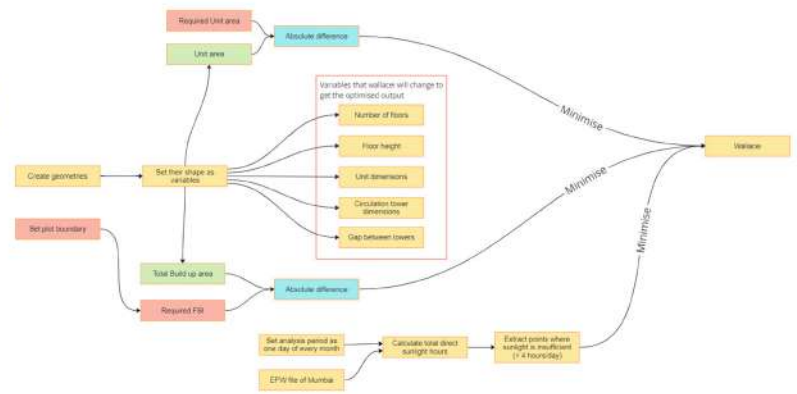 Required Unit area
Absolute difference
Unit area
Variables that wallacei will change to
get the optimised output
Number of floors
Floor height
Unit dimensions
Circulation tower
dimensions
Gap between towers
Create geometries
Set their shape as
variables
Set plot boundary
Total Build up area
Required FSI
Absolute difference
Minimise
Minimise
Minimise
Wallacei
Set analysis period as
one day of every month
EPW file of Mumbai
Calculate total direct
sunlight hours
Extract points where
sunlight is insufficient
hours/day)